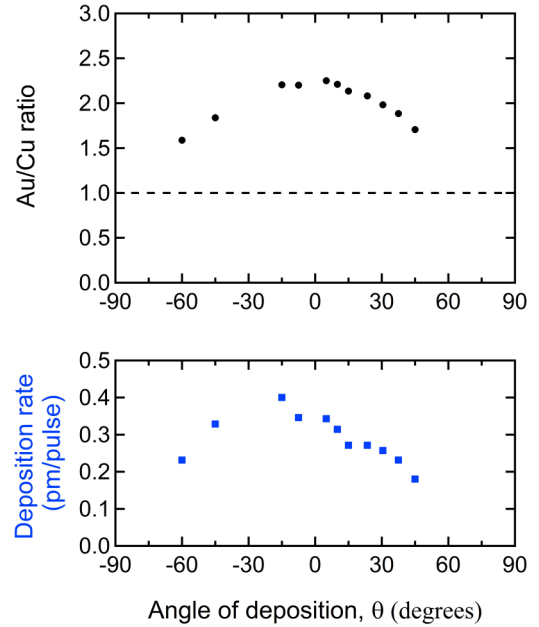 3.0
2.5
2.0
1.5
1.0
0.5
0.0
Au/Cu ratio
-90 -60 -30 0 30 60 90
0.5
0.4
0.3
0.2
0.1
0.0
Deposition rate
(pm/pulse)
-90 -60 -30 0 30 60 90
Angle of deposition, θ (degrees)